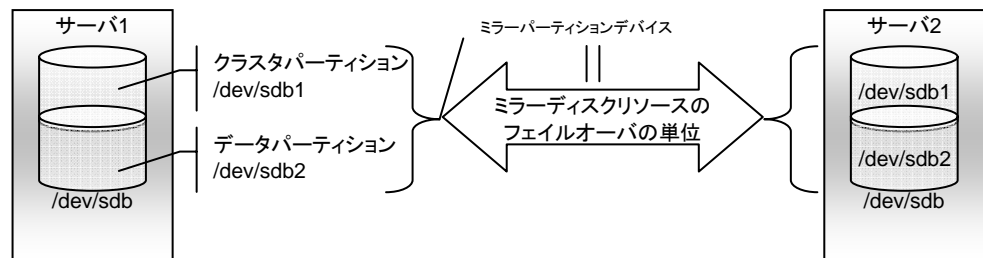 サーバ1
クラスタパーティション
/dev/sdb1
データパーティション
/dev/sdb2
/dev/sdb
ミラーパーティションデバイス
ミラーディスクリソースの
フェイルオーバの単位
サーバ2
/dev/sdb1
/dev/sdb2
/dev/sdb